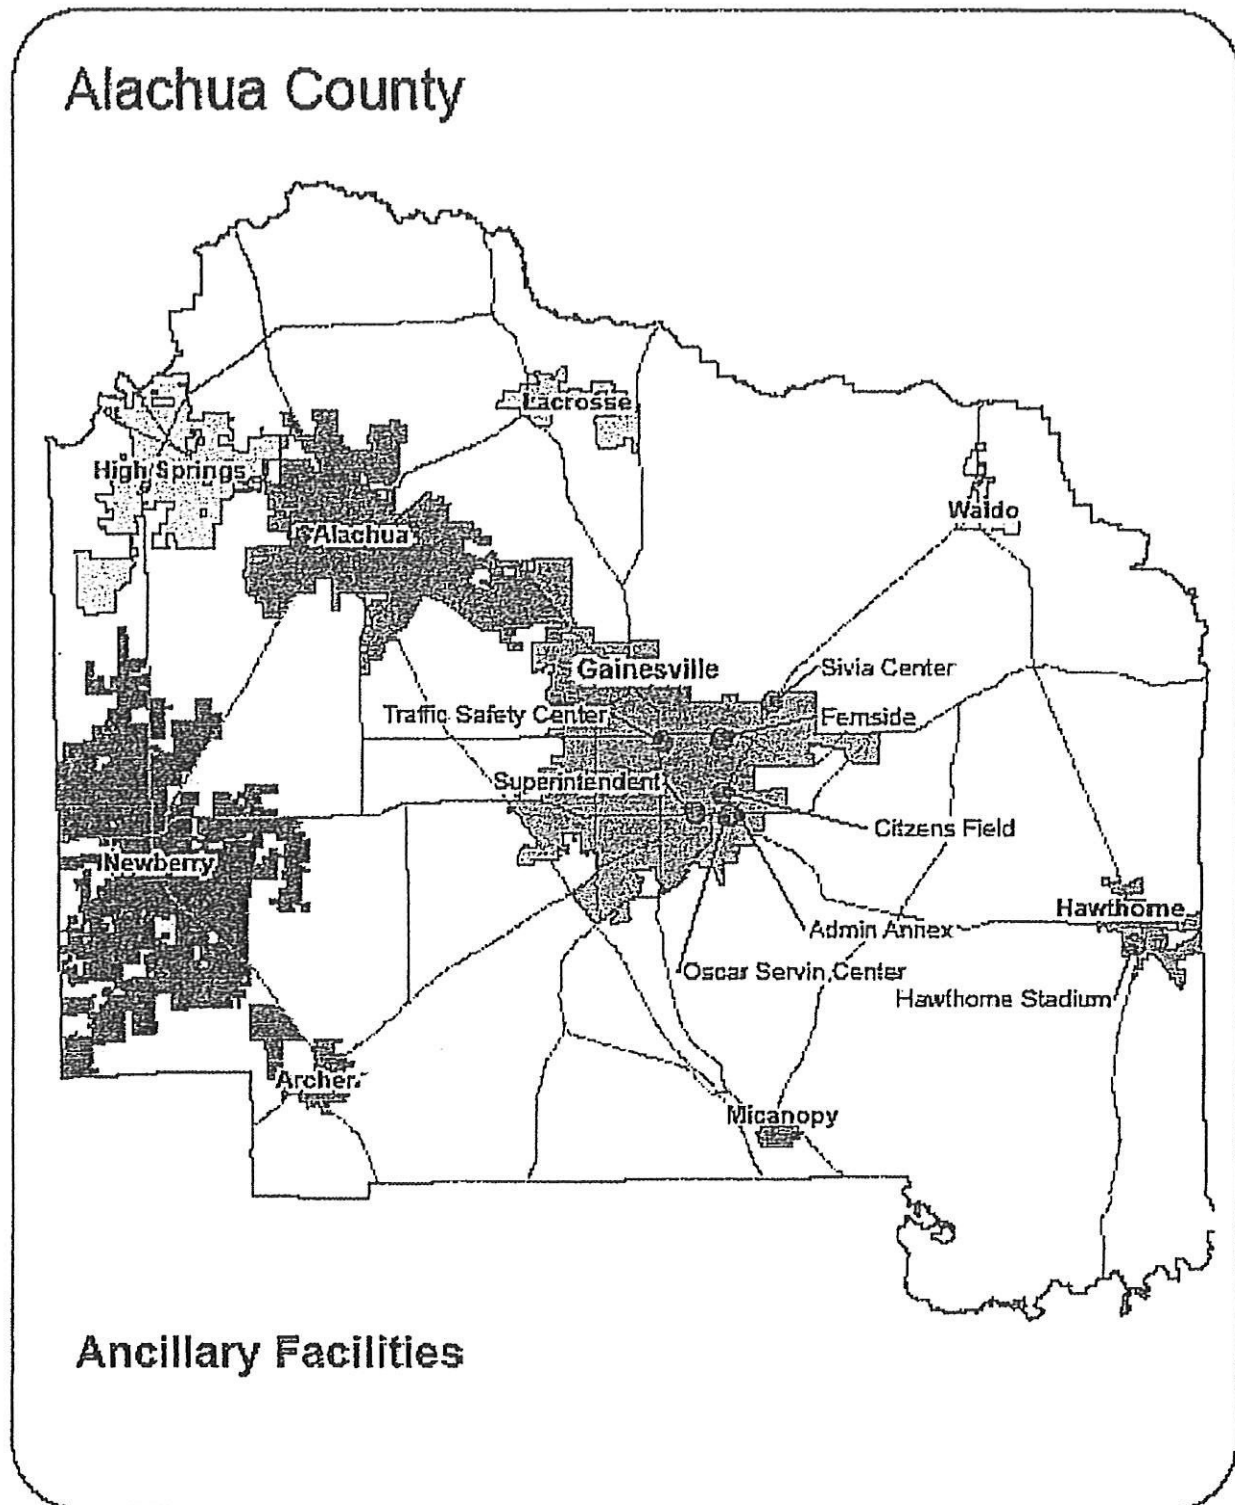 Alachua County
Lacrosse
High Springs
Waldo
Alachua
Gainesville
Sivia Center
Traffic Safety Center
Fernside
Superintendent
Citzens Field
Newberry
Hawthorne
Admin Annex
Oscar Servin Center
Hawthorne Stadium
Archer
Micanopy
Ancillary Facilities